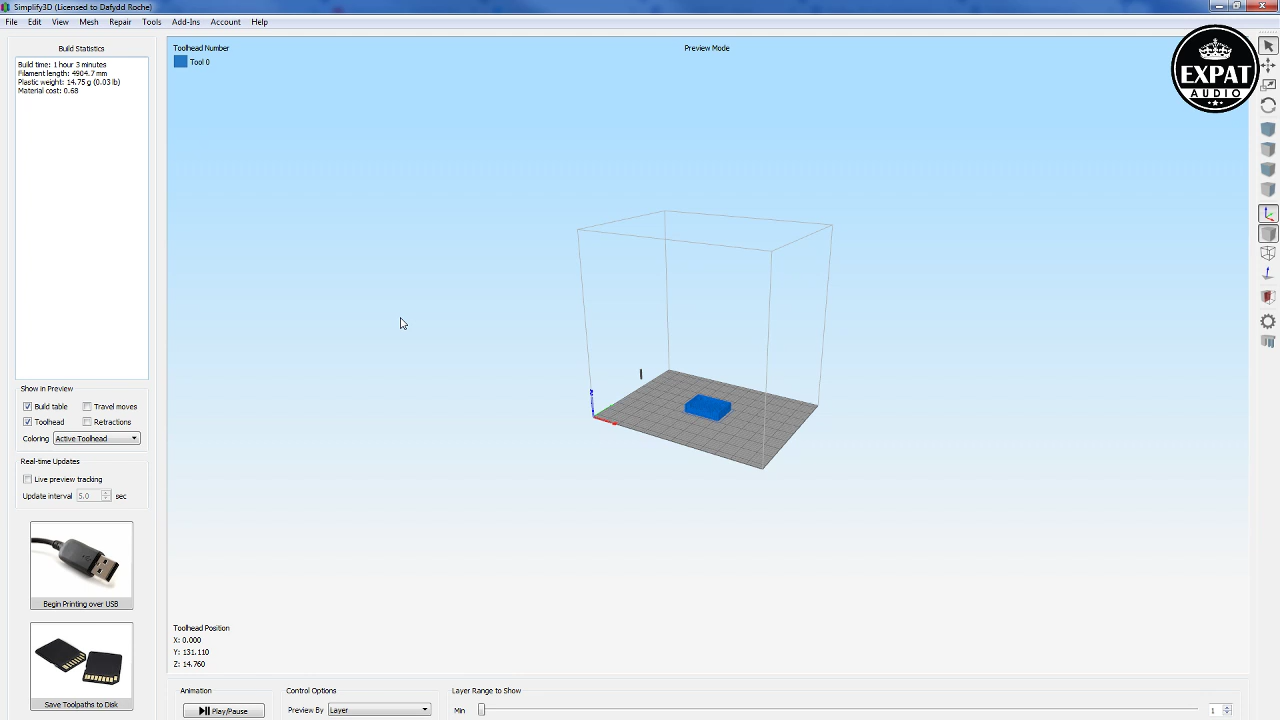 Simplify3D (Licensed to Dafydd Roche)
File Edit View Mesh Repair Tools Add-Ins Account Help
Build Statistics
Build time: 1 hour 3 minutes
Filament length: 4904.7 mm
Plastic weight: 14.75 g (0.03 lb)
Material cost: 0.68
Toolhead Number
Tool 0
Preview Mode
EXPAT
AUDIO
Show in Preview
Build table Travel moves
Toolhead Retractions
Coloring Active Toolhead
Real-time Updates
Live preview tracking
Update interval 5.0 sec
Begin Printing over USB
Save Toolpaths to Disk
Toolhead Position
X: 0.000
Y: 131.110
Z: 14.760
Animation
Play/Pause
Control Options
Preview By Layer
Layer Range to Show
Min 1